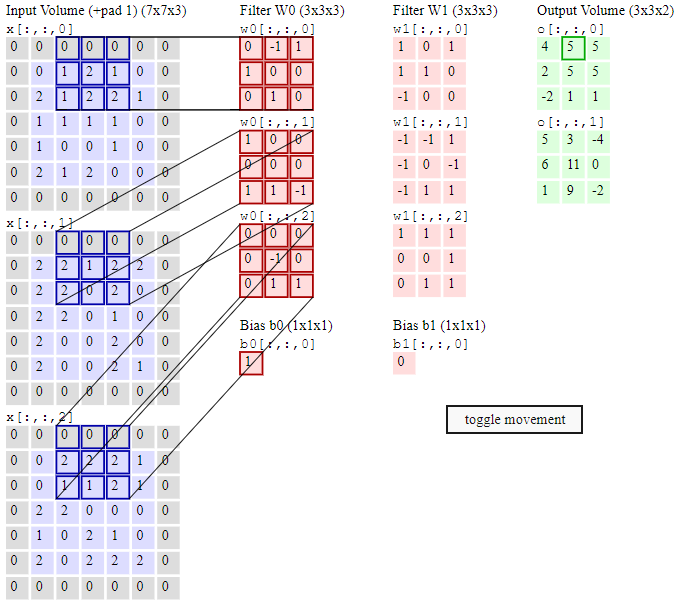 Input Volume (+pad 1) (7x7x3)
x[:,:,0]
0 0 0 0 0 0 0
0 0 1 2 1 0 0
0 2 1 2 2 1 0
0 1 1 1 1 0 0
0 1 0 0 1 0 0
0 2 1 2 0 0 0
0 0 0 0 0 0 0
x[:,:,1]
0 0 0 0 0 0 0
0 2 2 1 2 2 0
0 2 2 0 2 0 0
0 2 2 0 1 0 0
0 2 0 0 2 0 0
0 2 0 0 2 1 0
0 0 0 0 0 0 0
x[:,:,2]
0 0 0 0 0 0 0
0 0 2 2 2 1 0
0 0 1 1 2 1 0
0 2 2 0 0 0 0
0 1 0 2 0 0 0
0 2 0 2 2 2 0
0 0 0 0 0 0 0
Filter W0 (3x3x3)
w0[:,:,0]
0 -1 1
1 0 0
0 1 0
w0[:,:,1]
1 0 0
0 0 0
1 1 -1
w0[:,:,2]
0 0 0
0 -1 0
0 1 1
Bias b0 (1x1x1)
b0[:,:,0]
1
Filter W1 (3x3x3)
w1[:,:,0]
1 0 1
1 1 0
-1 0 0
w1[:,:,1]
-1 -1 1
-1 0 -1
-1 1 1
w1[:,:,2]
1 1 1
0 0 1
0 1 1
Bias b1 (1x1x1)
b1[:,:,0]
0
Output Volume (3x3x2)
o[:,:,0]
4 5 5
2 5 5
-2 1 1
o[:,:,1]
5 3 -4
6 11 0
1 9 -2
toggle movement